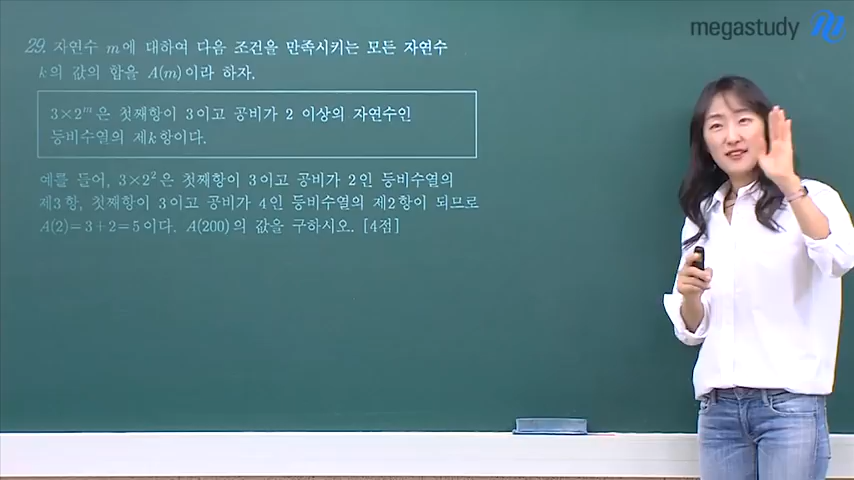 megastudy
29. 자연수 m에 대하여 다음 조건을 만족시키는 모든 자연수
k의 값의 합을 A(m)이라 하자.
3×2^m은 첫째항이 3이고 공비가 2 이상의 자연수인
등비수열의 제k항이다.
예를 들어, 3×2²은 첫째항이 3이고 공비가 2인 등비수열의
제3항, 첫째항이 3이고 공비가 4인 등비수열의 제2항이 되므로
A(2)=3+2=5이다. A(200)의 값을 구하시오. [4점]